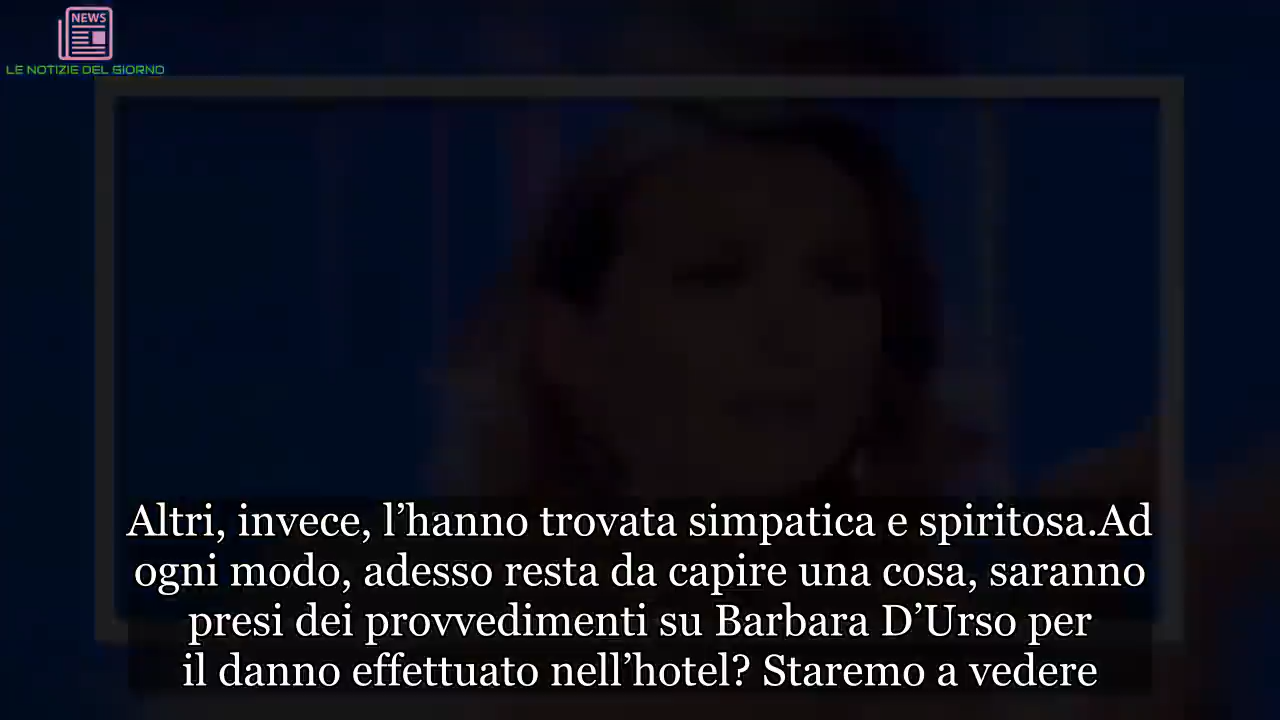 NEWS
LE NOTIZIE DEL GIORNO
Altri, invece, l’hanno trovata simpatica e spiritosa.Ad
ogni modo, adesso resta da capire una cosa, saranno
presi dei provvedimenti su Barbara D’Urso per
il danno effettuato nell’hotel? Staremo a vedere